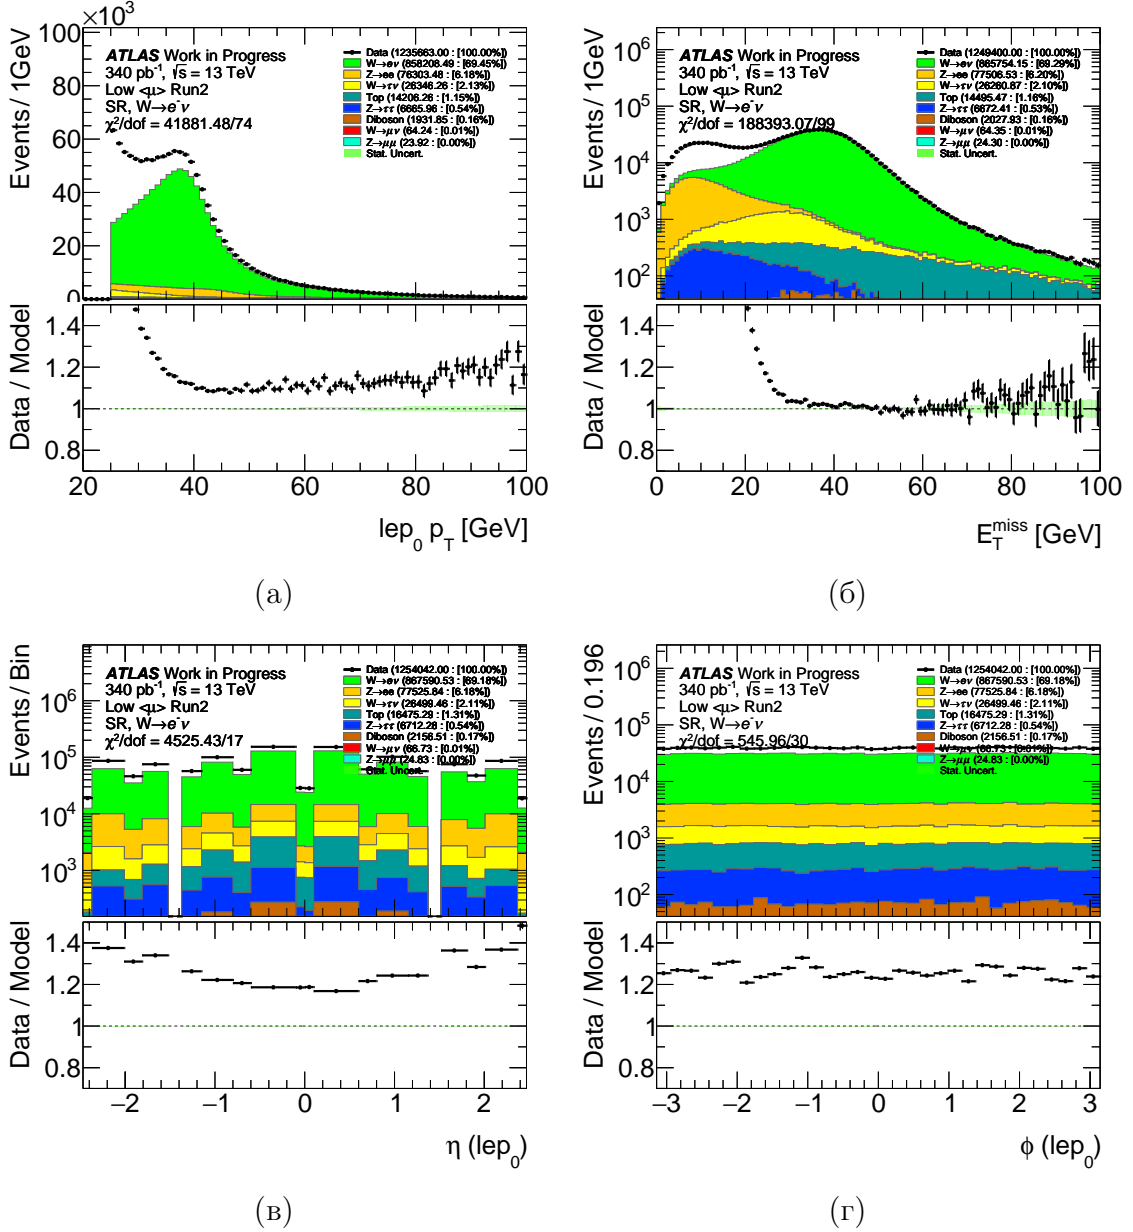 ×10³
Events / 1GeV
100
80
60
40
20
0
ATLAS Work in Progress
340 pb⁻¹, √s = 13 TeV
Low <μ> Run2
SR, W→e⁻ν
χ²/dof = 41881.48/74
Data (1235663.00 : [100.00%])
W→eν (858208.49 : [69.45%])
Z→ee (76303.48 : [6.18%])
W→τν (26346.26 : [2.13%])
Top (14206.26 : [1.15%])
Z→ττ (6665.96 : [0.54%])
Diboson (1931.85 : [0.16%])
W→μν (64.24 : [0.01%])
Z→μμ (23.92 : [0.00%])
Stat. Uncert.
Data / Model
1.4
1.2
1
0.8
20 40 60 80 100
lep₀ p_T [GeV]
(а)
Events / 1GeV
10⁶
10⁵
10⁴
10³
10²
ATLAS Work in Progress
340 pb⁻¹, √s = 13 TeV
Low <μ> Run2
SR, W→e⁻ν
χ²/dof = 188393.07/99
Data (1249400.00 : [100.00%])
W→eν (865754.15 : [69.29%])
Z→ee (77506.53 : [6.20%])
W→τν (26260.87 : [2.10%])
Top (14495.47 : [1.16%])
Z→ττ (6672.41 : [0.53%])
Diboson (2027.93 : [0.16%])
W→μν (64.35 : [0.01%])
Z→μμ (24.30 : [0.00%])
Stat. Uncert.
Data / Model
1.4
1.2
1
0.8
0 20 40 60 80 100
E_T^miss [GeV]
(б)
Events / Bin
10⁶
10⁵
10⁴
10³
ATLAS Work in Progress
340 pb⁻¹, √s = 13 TeV
Low <μ> Run2
SR, W→e⁻ν
χ²/dof = 4525.43/17
Data (1254042.00 : [100.00%])
W→eν (867590.53 : [69.18%])
Z→ee (77525.84 : [6.18%])
W→τν (26499.46 : [2.11%])
Top (16475.29 : [1.31%])
Z→ττ (6712.28 : [0.54%])
Diboson (2156.51 : [0.17%])
W→μν (66.73 : [0.01%])
Z→μμ (24.83 : [0.00%])
Stat. Uncert.
Data / Model
1.4
1.2
1
0.8
−2 −1 0 1 2
η (lep₀)
(в)
Events / 0.196
10⁶
10⁵
10⁴
10³
10²
ATLAS Work in Progress
340 pb⁻¹, √s = 13 TeV
Low <μ> Run2
SR, W→e⁻ν
χ²/dof = 545.96/30
Data (1254042.00 : [100.00%])
W→eν (867590.53 : [69.18%])
Z→ee (77525.84 : [6.18%])
W→τν (26499.46 : [2.11%])
Top (16475.29 : [1.31%])
Z→ττ (6712.28 : [0.54%])
Diboson (2156.51 : [0.17%])
W→μν (66.73 : [0.01%])
Z→μμ (24.83 : [0.00%])
Stat. Uncert.
Data / Model
1.4
1.2
1
0.8
−3 −2 −1 0 1 2 3
ϕ (lep₀)
(г)